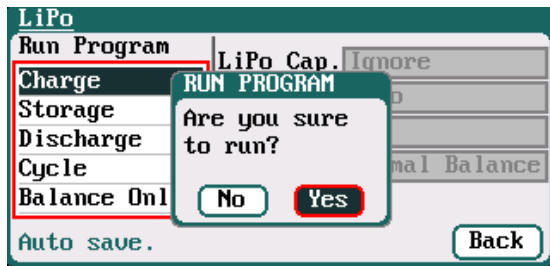 LiPo
Run Program
Charge
Storage
Discharge
Cycle
Balance Onl
LiPo Cap. Ignore
o
mal Balance
RUN PROGRAM
Are you sure
to run?
No Yes
Auto save.
Back